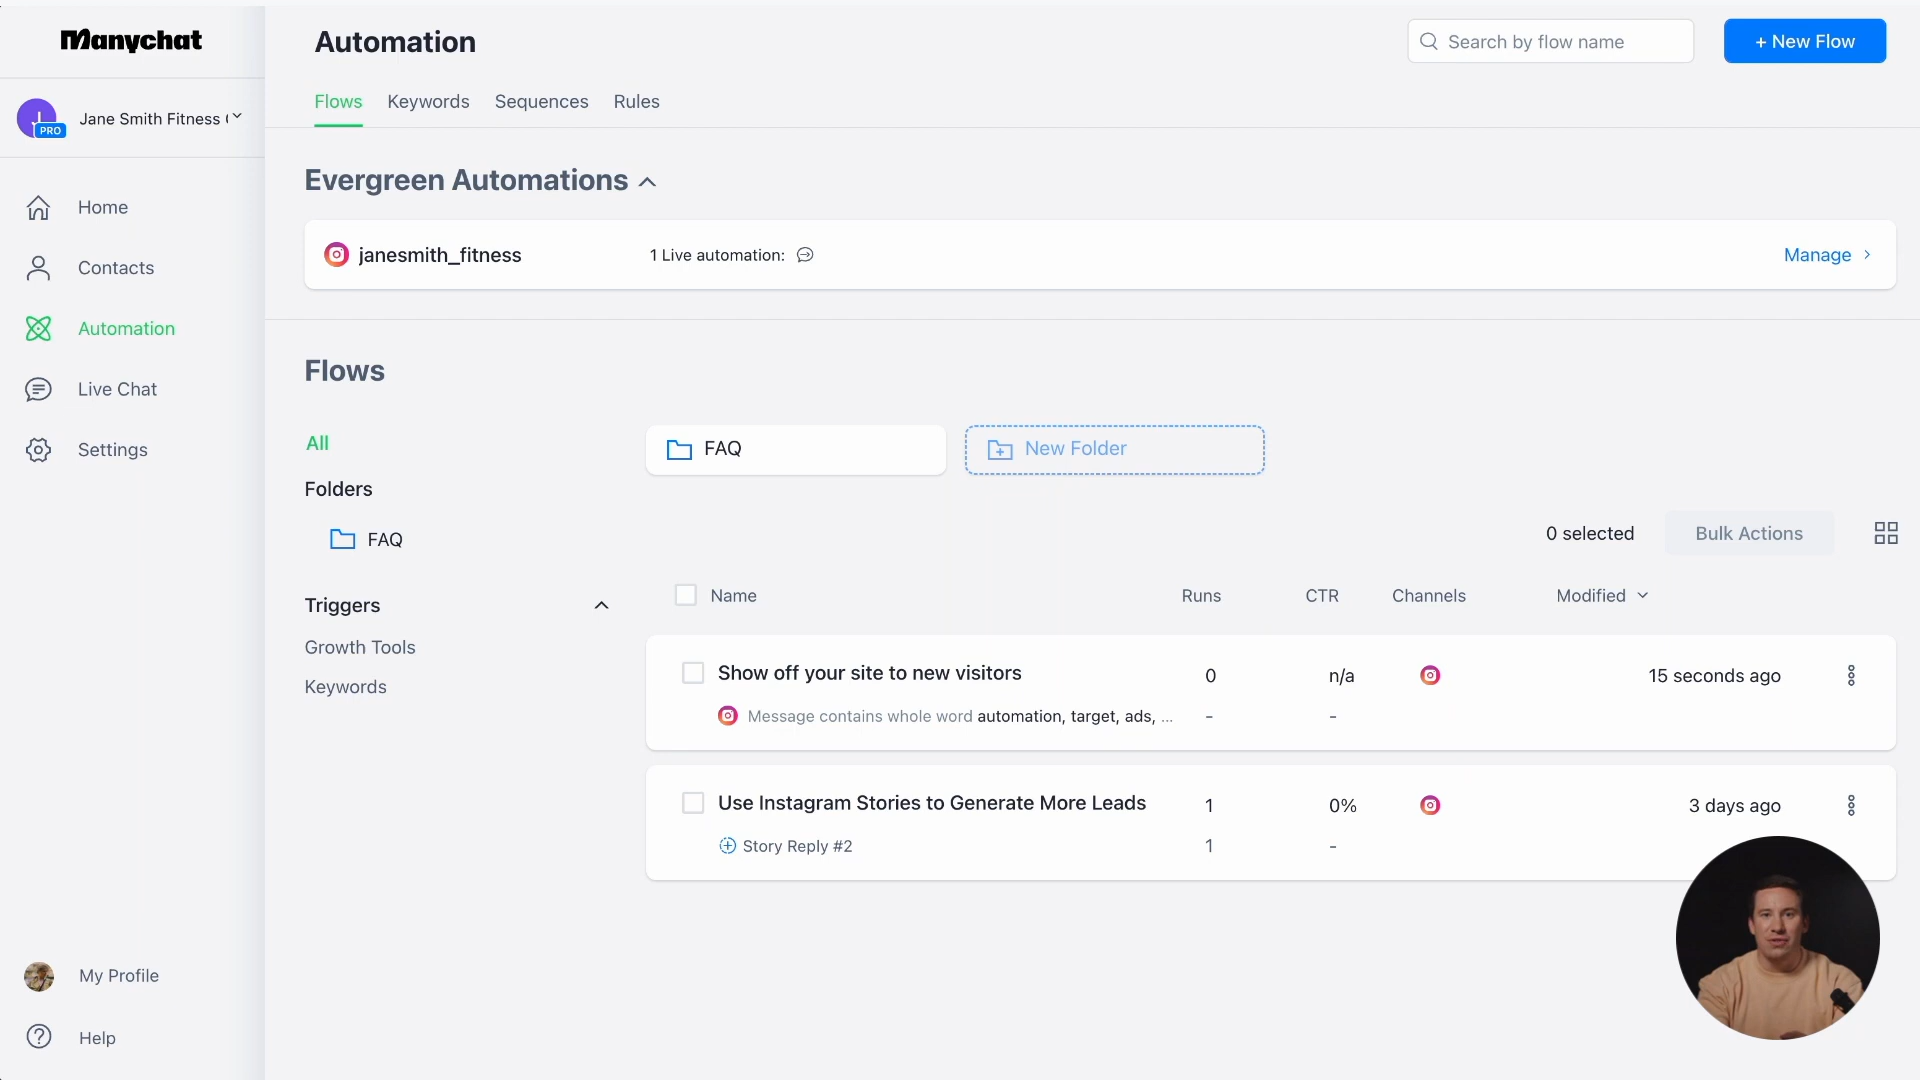 Manychat
J
PRO
Jane Smith Fitness
Home
Contacts
Automation
Live Chat
Settings
My Profile
Help
Automation
Search by flow name
+ New Flow
Flows Keywords Sequences Rules
Evergreen Automations
janesmith_fitness 1 Live automation: Manage
Flows
All
Folders
FAQ
Triggers
Growth Tools
Keywords
FAQ New Folder
0 selected Bulk Actions
Name Runs CTR Channels Modified
Show off your site to new visitors 0 n/a 15 seconds ago
Message contains whole word automation, target, ads, ... - -
Use Instagram Stories to Generate More Leads 1 0% 3 days ago
Story Reply #2 1 -